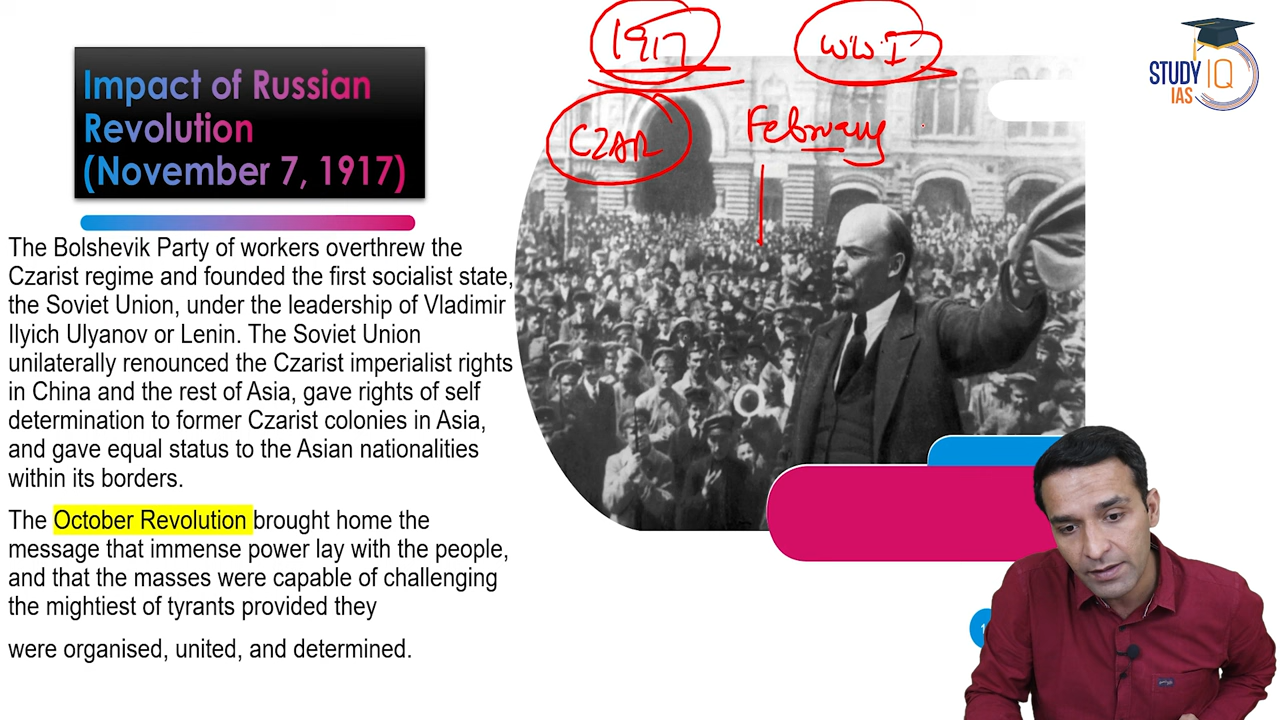 1917
WWI
CZAR
February
STUDY IQ
IAS
Impact of Russian
Revolution
(November 7, 1917)
The Bolshevik Party of workers overthrew the
Czarist regime and founded the first socialist state,
the Soviet Union, under the leadership of Vladimir
Ilyich Ulyanov or Lenin. The Soviet Union
unilaterally renounced the Czarist imperialist rights
in China and the rest of Asia, gave rights of self
determination to former Czarist colonies in Asia,
and gave equal status to the Asian nationalities
within its borders.
The October Revolution brought home the
message that immense power lay with the people,
and that the masses were capable of challenging
the mightiest of tyrants provided they
were organised, united, and determined.